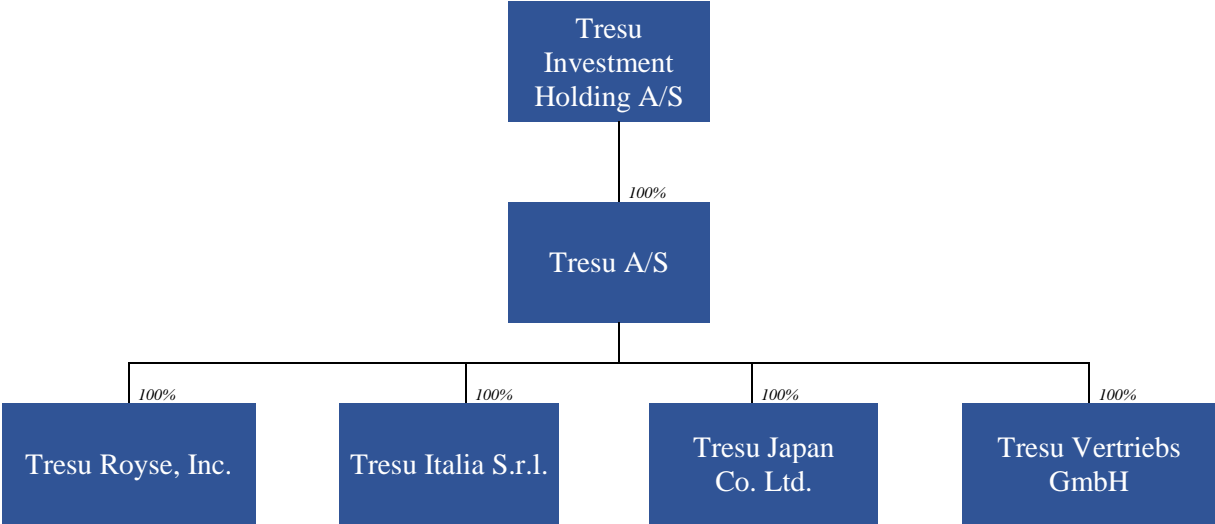 Tresu
Investment
Holding A/S
100%
Tresu A/S
100%
100%
100%
100%
Tresu Royse, Inc.
Tresu Italia S.r.l.
Tresu Japan
Co. Ltd.
Tresu Vertriebs
GmbH